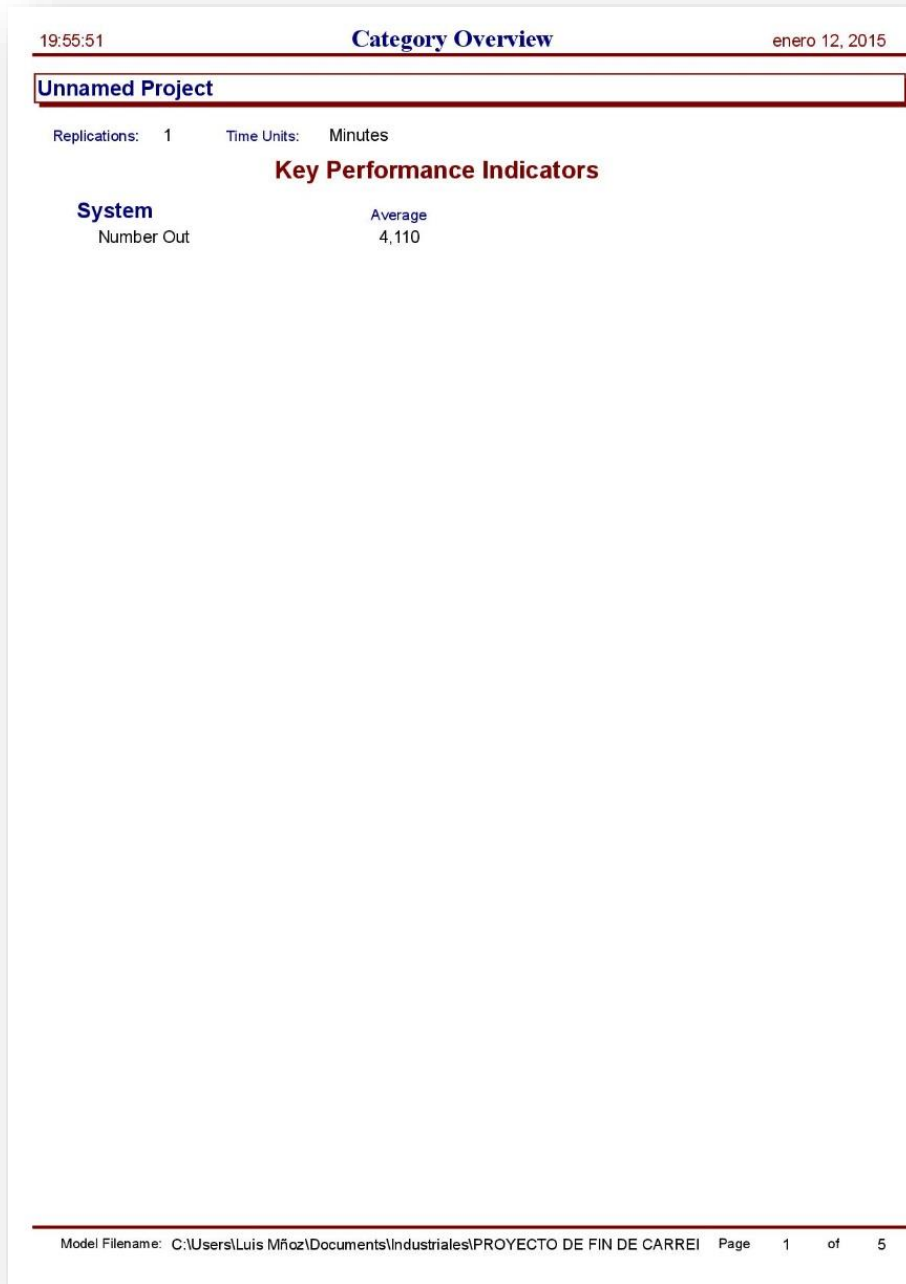 19:55:51 Category Overview enero 12, 2015
Unnamed Project
Replications: 1 Time Units: Minutes
Key Performance Indicators
System Average
Number Out 4,110
Model Filename: C:\Users\Luis Mñoz\Documents\Industriales\PROYECTO DE FIN DE CARREI Page 1 of 5